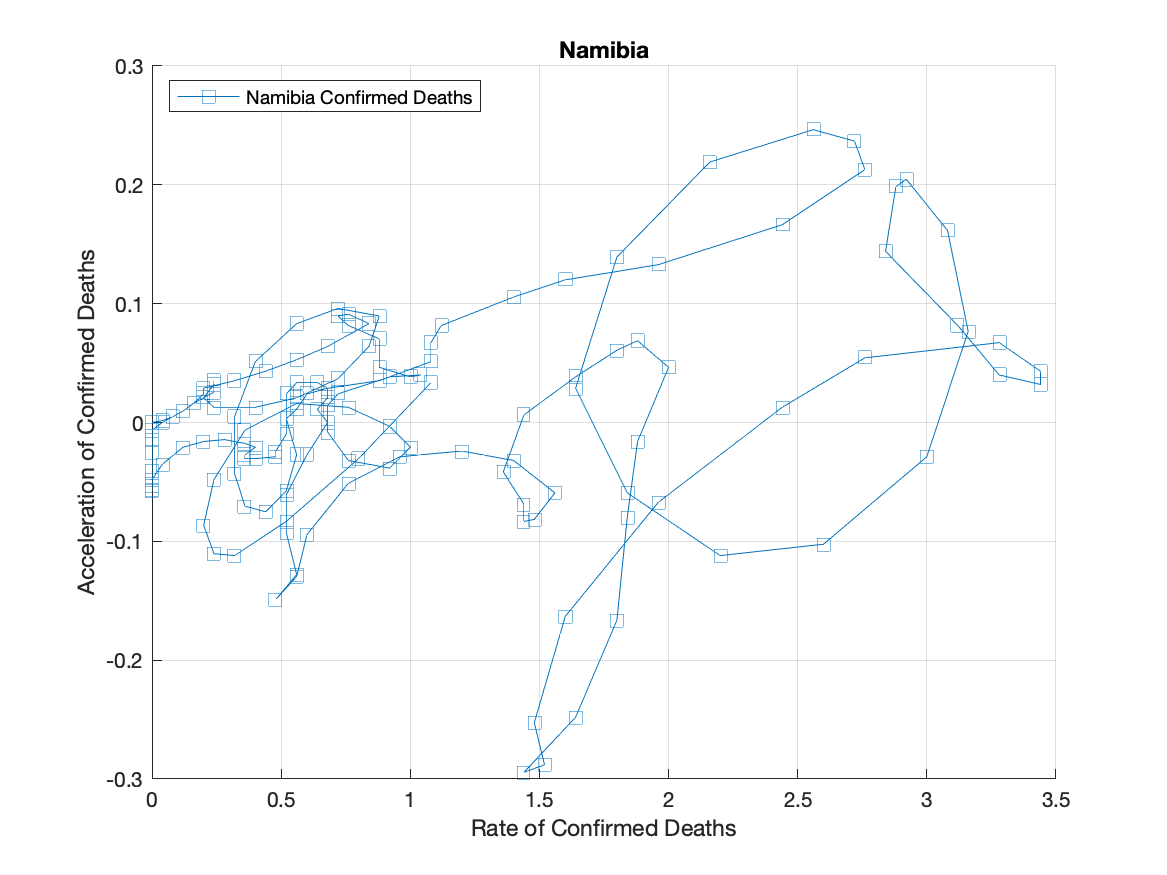 Namibia
0.3
Namibia Confirmed Deaths
0.2
0.1
0
-0.1
-0.2
-0.3
Acceleration of Confirmed Deaths
0 0.5 1 1.5 2 2.5 3 3.5
Rate of Confirmed Deaths